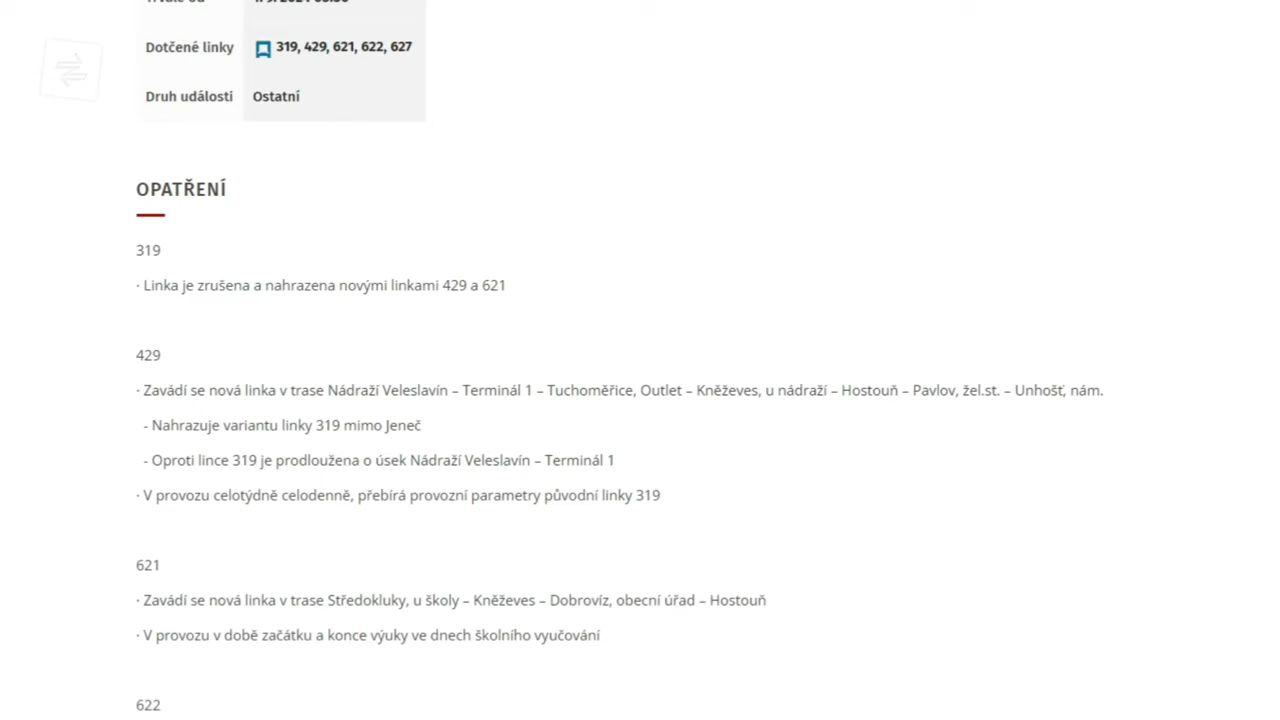 Dotčené linky 319, 429, 621, 622, 627
Druh události Ostatní
OPATŘENÍ
319
· Linka je zrušena a nahrazena novými linkami 429 a 621
429
· Zavádí se nová linka v trase Nádraží Veleslavín – Terminál 1 – Tuchoměřice, Outlet – Kněževes, u nádraží – Hostouň – Pavlov, žel.st. – Unhošť, nám.
- Nahrazuje variantu linky 319 mimo Jeneč
- Oproti lince 319 je prodloužena o úsek Nádraží Veleslavín – Terminál 1
· V provozu celotýdně celodenně, přebírá provozní parametry původní linky 319
621
· Zavádí se nová linka v trase Středokluky, u školy – Kněževes – Dobrovíz, obecní úřad – Hostouň
· V provozu v době začátku a konce výuky ve dnech školního vyučování
622